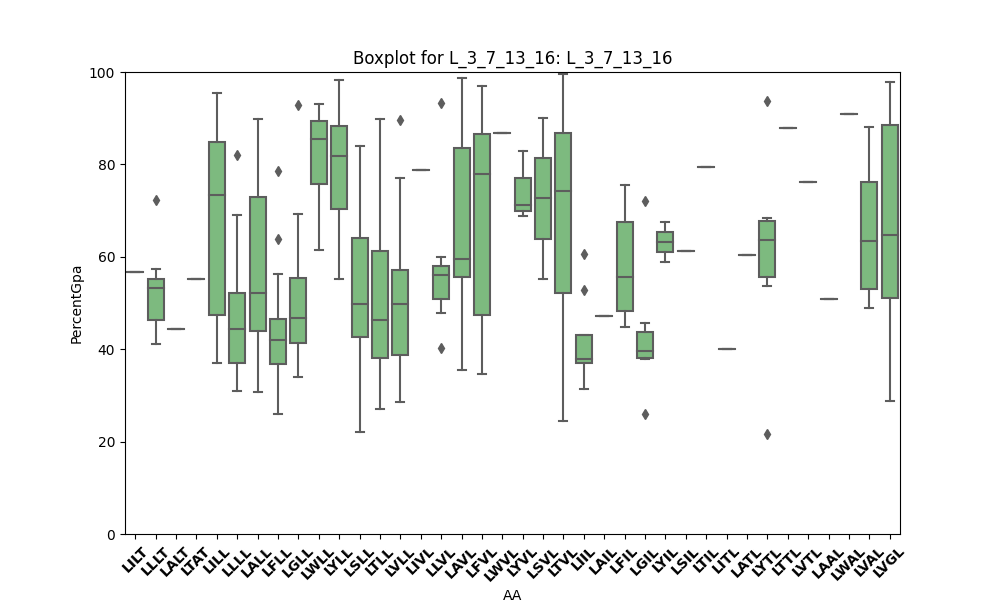 Boxplot for L_3_7_13_16: L_3_7_13_16
100
80
60
40
20
0
PercentGpa
LILT LLLT LALT LTAT LILL LLLL LALL LFLL LGLL LWLL LYLL LSLL LTLL LVLL LIVL LLVL LAVL LFVL LWVL LYVL LSVL LTVL LIIL LAIL LFIL LGIL LYIL LSIL LTIL LITL LATL LYTL LTTL LVTL LAAL LWAL LVAL LVGL
AA